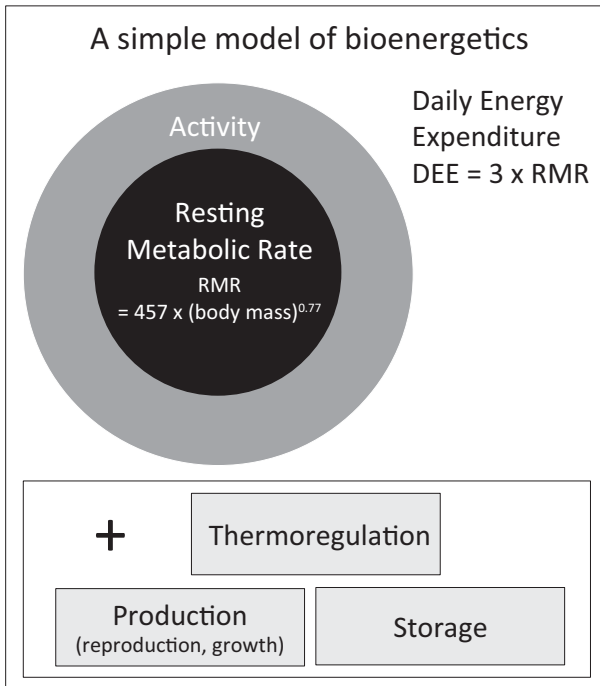 A simple model of bioenergetics
Activity
Daily Energy
Expenditure
DEE = 3 x RMR
Resting
Metabolic Rate
RMR
= 457 x (body mass)^0.77
+
Thermoregulation
Production
(reproduction, growth)
Storage